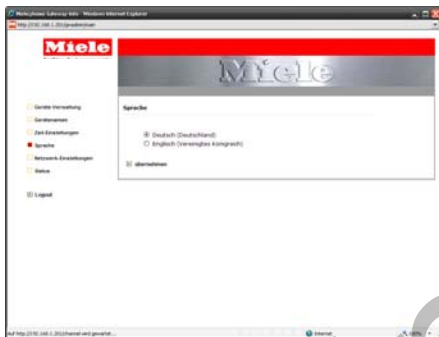 Miele@home Gateway Info - Windows Internet Explorer
Miele
Miele
Geräte Verwaltung
Gerätenamen
Zeit-Einstellungen
Sprache
Netzwerk-Einstellungen
Status
Logout
Sprache
Deutsch (Deutschland)
Englisch (Vereinigtes Königreich)
übernehmen
Internet
100%